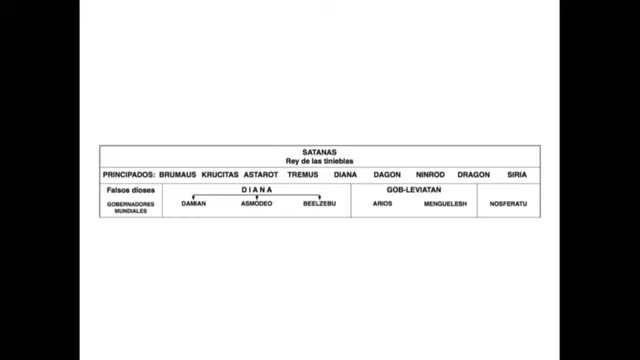 SATANAS
Rey de las tinieblas
PRINCIPADOS: BRUMAUS KRUCITAS ASTAROT TREMUS DIANA DAGON NINROD DRAGON SIRIA
Falsos dioses DIANA GOB-LEVIATAN
GOBERNADORES MUNDIALES DAMIAN ASMODEO BEELZEBU ARIOS MENGUELESH NOSFERATU